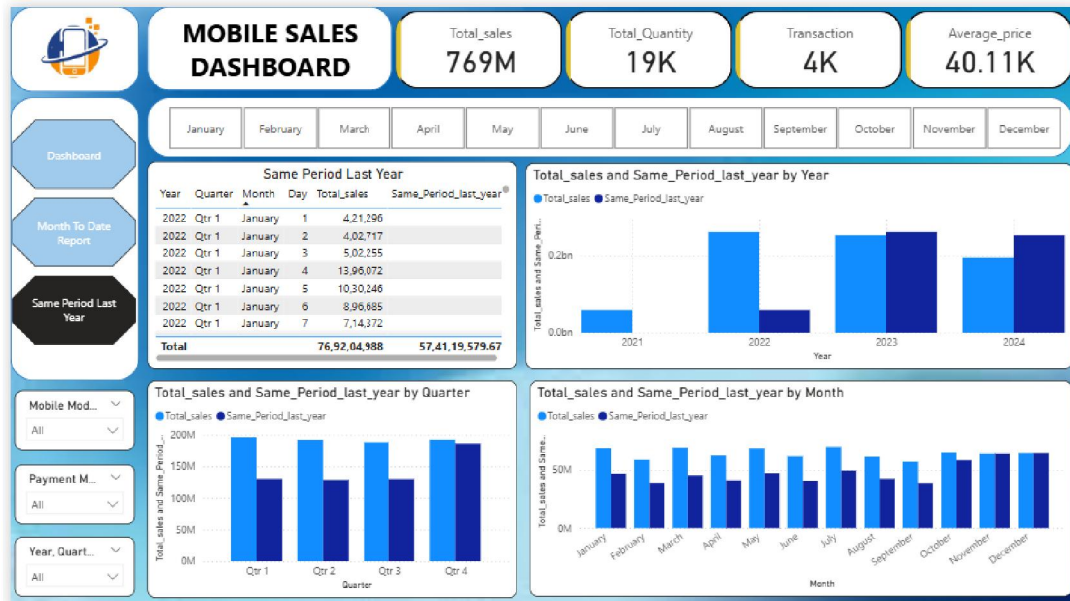 MOBILE SALES
DASHBOARD
Total_sales
769M
Total_Quantity
19K
Transaction
4K
Average_price
40.11K
January February March April May June July August September October November December
Dashboard
Month To Date
Report
Same Period Last
Year
Mobile Mod...
All
Payment M...
All
Year, Quart...
All
Same Period Last Year
Year Quarter Month Day Total_sales Same_Period_last_year
2022 Qtr 1 January 1 4,21,296
2022 Qtr 1 January 2 4,02,717
2022 Qtr 1 January 3 5,02,255
2022 Qtr 1 January 4 13,96,072
2022 Qtr 1 January 5 10,30,246
2022 Qtr 1 January 6 8,96,685
2022 Qtr 1 January 7 7,14,372
Total 76,92,04,988 57,41,19,579.67
Total_sales and Same_Period_last_year by Year
Total_sales Same_Period_last_year
Total_sales and Same_Peri...
0.2bn
0.0bn
2021 2022 2023 2024
Year
Total_sales and Same_Period_last_year by Quarter
Total_sales Same_Period_last_year
Total_sales and Same_Period_...
200M
150M
100M
50M
0M
Qtr 1 Qtr 2 Qtr 3 Qtr 4
Quarter
Total_sales and Same_Period_last_year by Month
Total_sales Same_Period_last_year
Total_sales and Same...
50M
0M
January February March April May June July August September October November December
Month